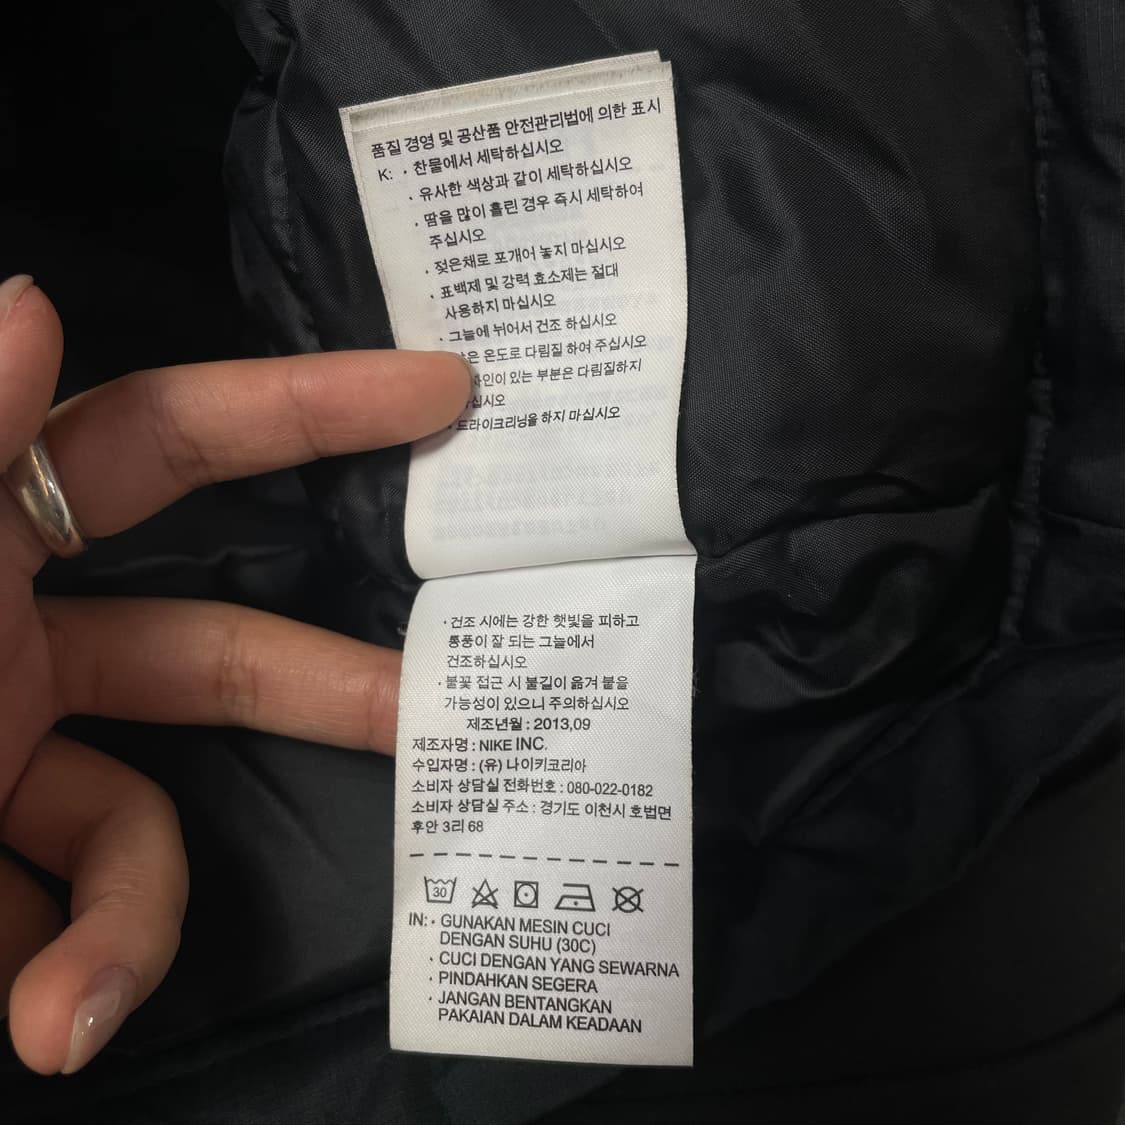 품질 경영 및 공산품 안전관리법에 의한 표시
K: · 찬물에서 세탁하십시오
· 유사한 색상과 같이 세탁하십시오
· 땀을 많이 흘린 경우 즉시 세탁하여
주십시오
· 젖은채로 포개어 놓지 마십시오
· 표백제 및 강력 효소제는 절대
사용하지 마십시오
· 그늘에 뉘어서 건조 하십시오
온도로 다림질 하여 주십시오
있는 부분은 다림질하지
· 드라이크리닝을 하지 마십시오
· 건조 시에는 강한 햇빛을 피하고
통풍이 잘 되는 그늘에서
건조하십시오
· 불꽃 접근 시 불길이 옮겨 붙을
가능성이 있으니 주의하십시오
제조년월 : 2013,09
제조자명 : NIKE INC.
수입자명 : (유) 나이키코리아
소비자 상담실 전화번호 : 080-022-0182
소비자 상담실 주소 : 경기도 이천시 호법면
후안 3리 68
30
IN: · GUNAKAN MESIN CUCI
DENGAN SUHU (30C)
· CUCI DENGAN YANG SEWARNA
· PINDAHKAN SEGERA
· JANGAN BENTANGKAN
PAKAIAN DALAM KEADAAN